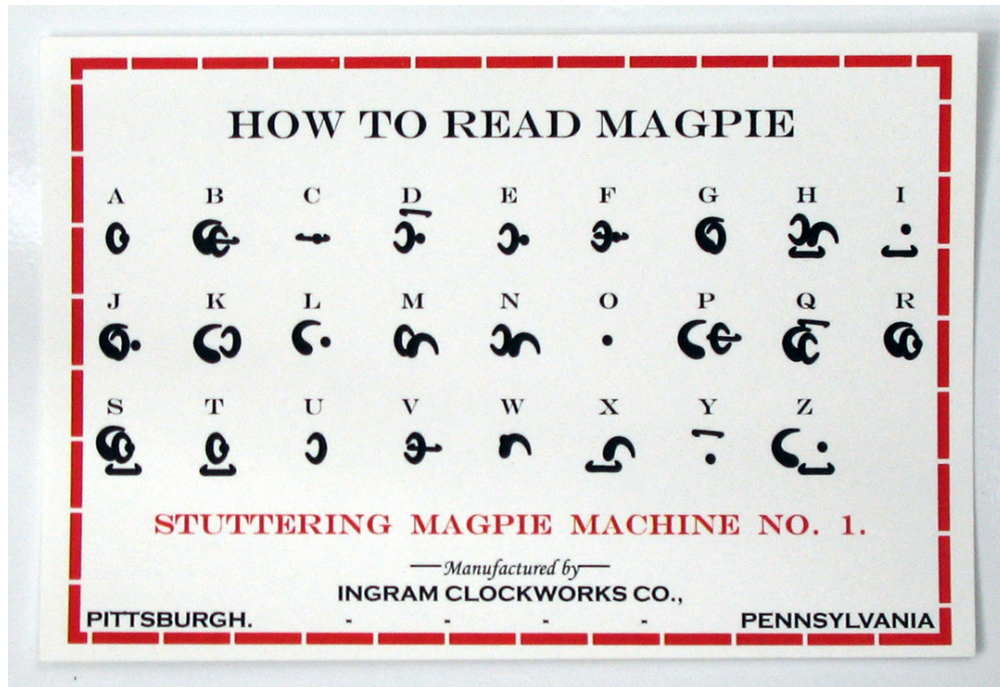 HOW TO READ MAGPIE
A B C D E F G H I
J K L M N O P Q R
S T U V W X Y Z
STUTTERING MAGPIE MACHINE NO. 1.
—Manufactured by—
INGRAM CLOCKWORKS CO.,
PITTSBURGH. - - - - PENNSYLVANIA